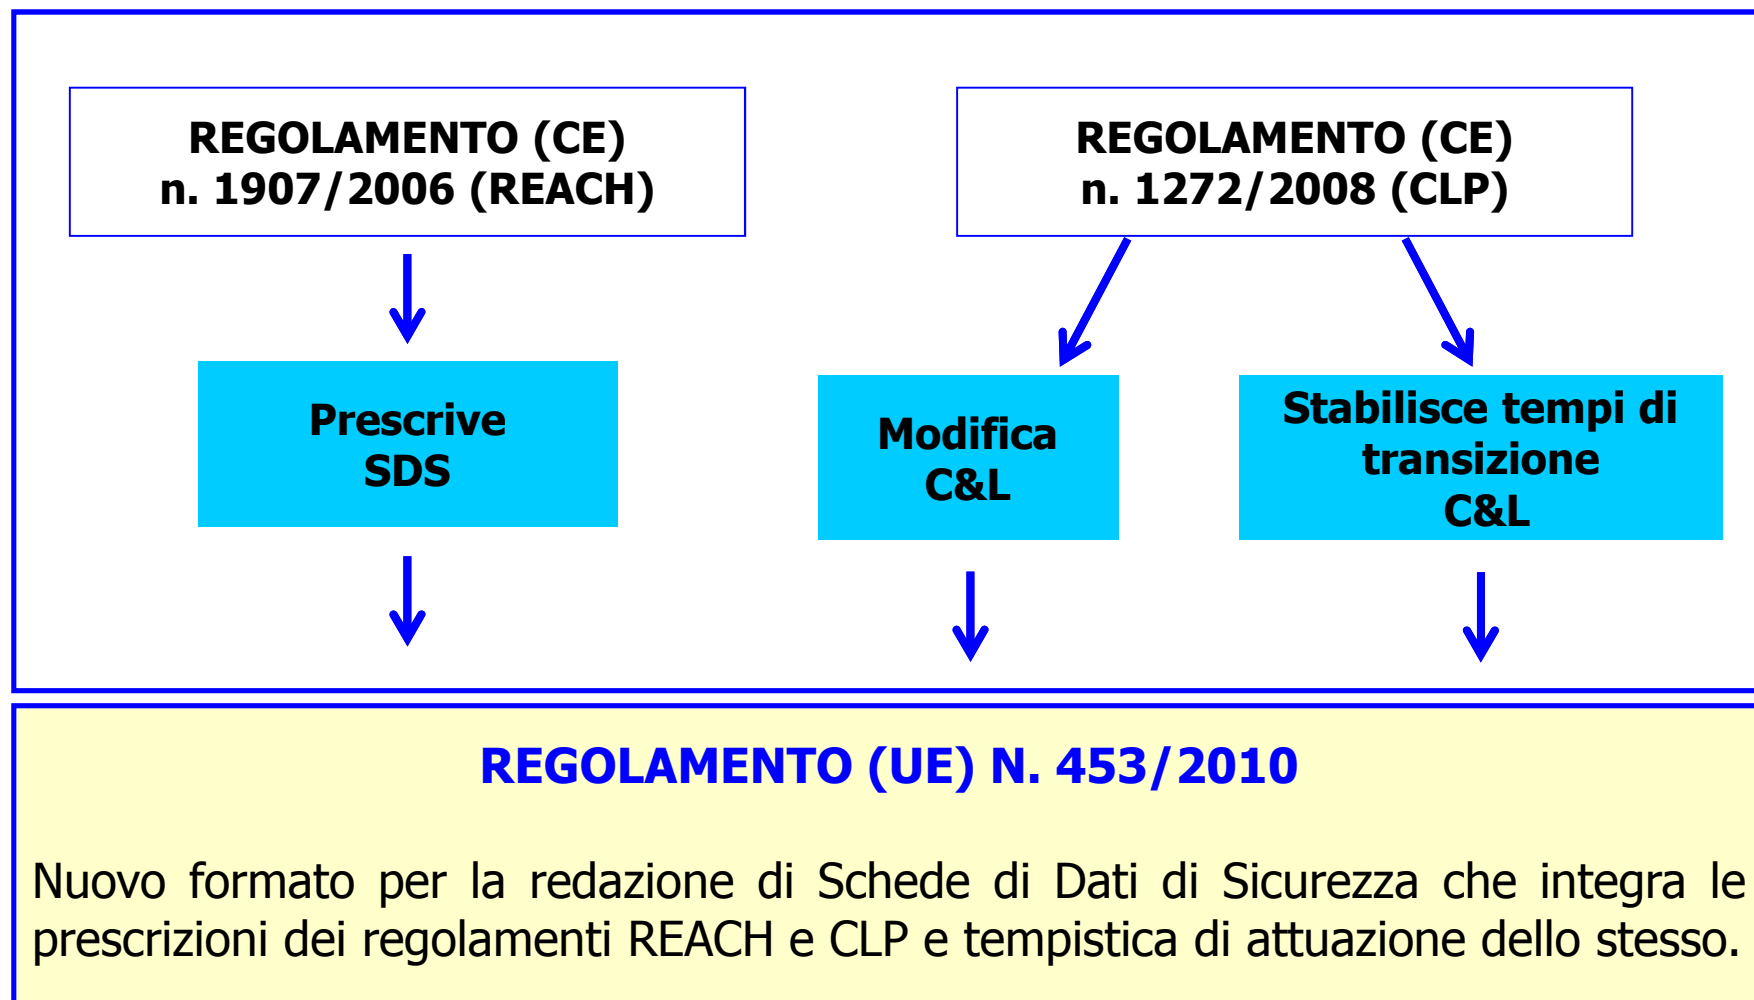 REGOLAMENTO (CE)
n. 1907/2006 (REACH)
REGOLAMENTO (CE)
n. 1272/2008 (CLP)
Prescrive
SDS
Modifica
C&L
Stabilisce tempi di
transizione
C&L
REGOLAMENTO (UE) N. 453/2010
Nuovo formato per la redazione di Schede di Dati di Sicurezza che integra le
prescrizioni dei regolamenti REACH e CLP e tempistica di attuazione dello stesso.